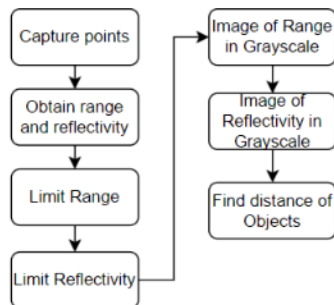 Capture points
Obtain range
and reflectivity
Limit Range
Limit Reflectivity
Image of Range
in Grayscale
Image of
Reflectivity in
Grayscale
Find distance of
Objects